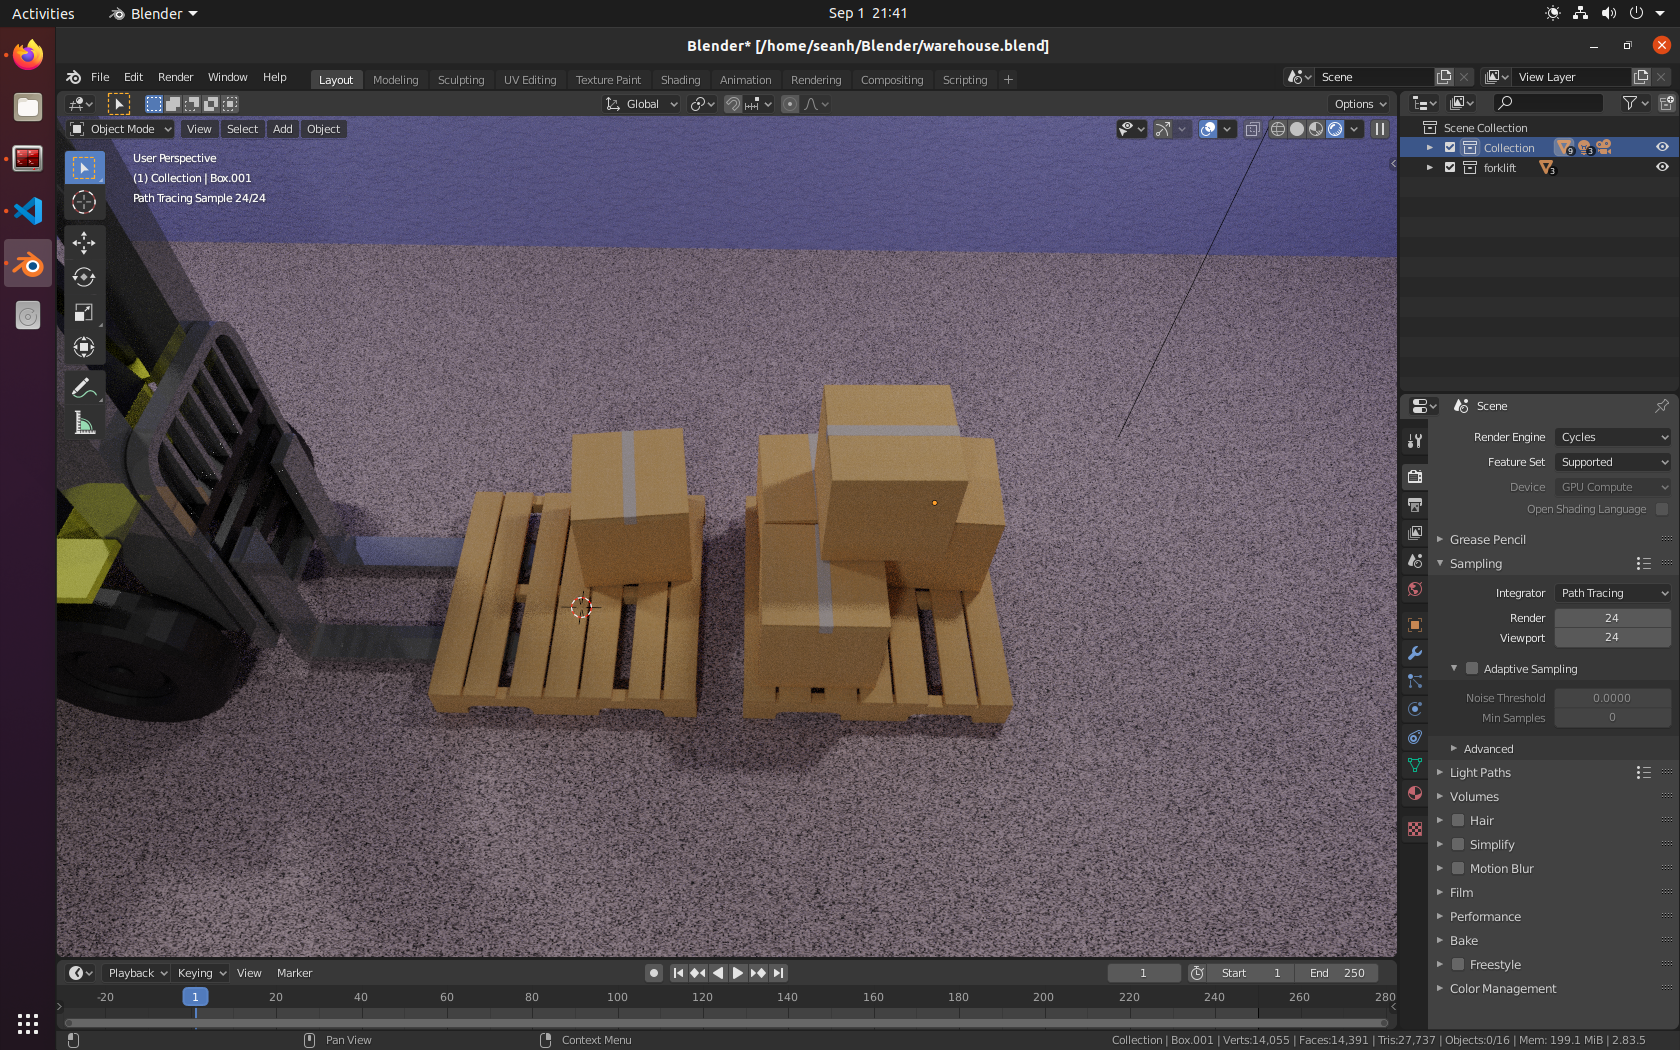 Activities Blender Sep 1 21:41
Blender* [/home/seanh/Blender/warehouse.blend]
File Edit Render Window Help Layout Modeling Sculpting UV Editing Texture Paint Shading Animation Rendering Compositing Scripting + Scene View Layer
Global Options
Object Mode View Select Add Object
User Perspective
(1) Collection | Box.001
Path Tracing Sample 24/24
Scene Collection
Collection 9 3
forklift 3
Scene
Render Engine Cycles
Feature Set Supported
Device GPU Compute
Open Shading Language
Grease Pencil
Sampling
Integrator Path Tracing
Render 24
Viewport 24
Adaptive Sampling
Noise Threshold 0.0000
Min Samples 0
Advanced
Light Paths
Volumes
Hair
Simplify
Motion Blur
Film
Performance
Bake
Freestyle
Color Management
Playback Keying View Marker 1 Start 1 End 250
-20 1 20 40 60 80 100 120 140 160 180 200 220 240 260 280
Pan View Context Menu Collection | Box.001 | Verts:14,055 | Faces:14,391 | Tris:27,737 | Objects:0/16 | Mem: 199.1 MiB | 2.83.5